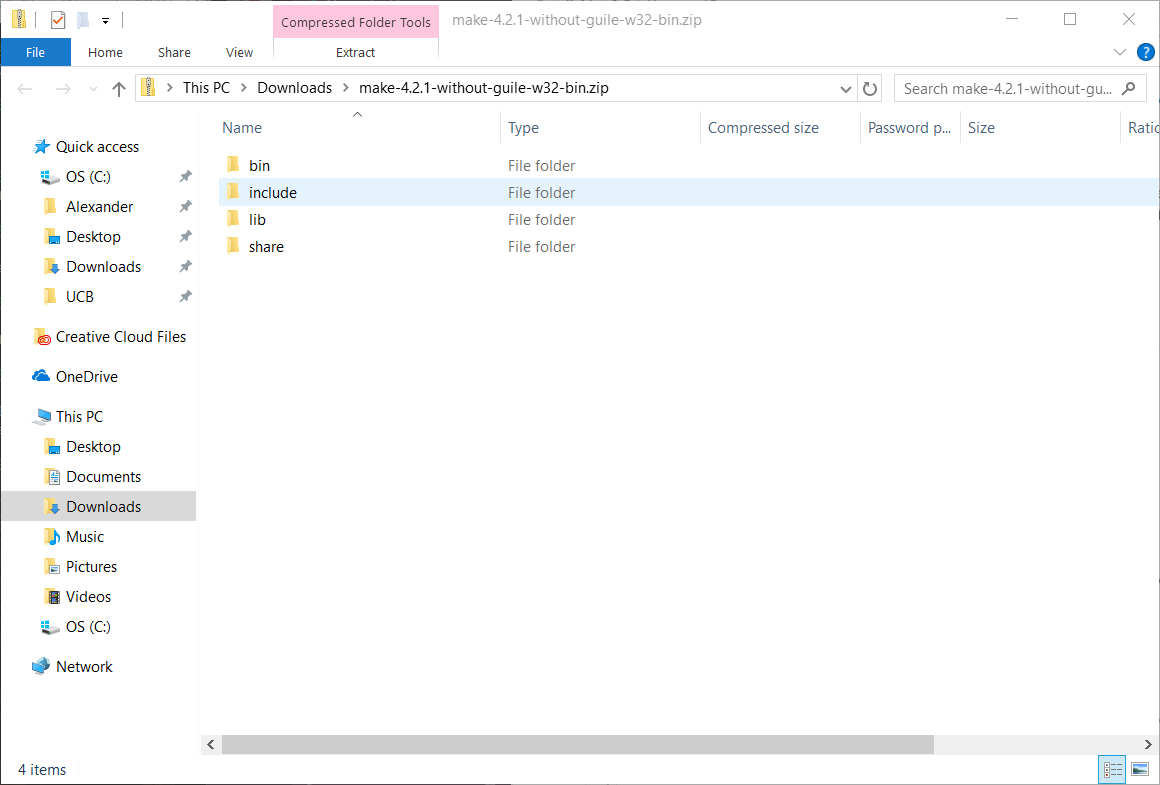 Compressed Folder Tools
make-4.2.1-without-guile-w32-bin.zip
File
Home
Share
View
Extract
?
This PC
Downloads
make-4.2.1-without-guile-w32-bin.zip
Search make-4.2.1-without-gu...
Quick access
OS (C:)
Alexander
Desktop
Downloads
UCB
Creative Cloud Files
OneDrive
This PC
Desktop
Documents
Downloads
Music
Pictures
Videos
OS (C:)
Network
Name Type Compressed size Password p... Size Ratio
bin File folder
include File folder
lib File folder
share File folder
4 items